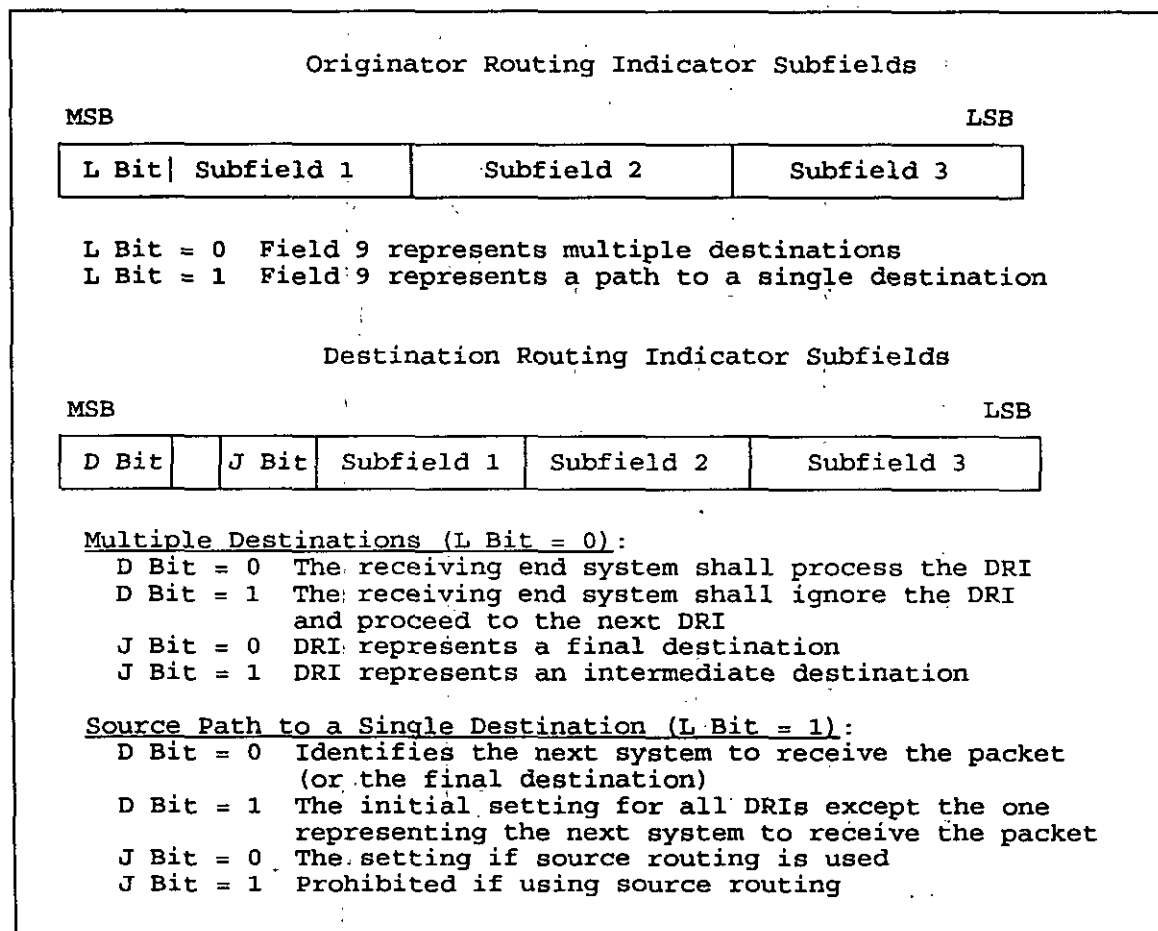 Originator Routing Indicator Subfields
MSB LSB
L Bit| Subfield 1 Subfield 2 Subfield 3
L Bit = 0 Field 9 represents multiple destinations
L Bit = 1 Field 9 represents a path to a single destination
Destination Routing Indicator Subfields
MSB LSB
D Bit J Bit Subfield 1 Subfield 2 Subfield 3
Multiple Destinations (L Bit = 0):
D Bit = 0 The receiving end system shall process the DRI
D Bit = 1 The receiving end system shall ignore the DRI
and proceed to the next DRI
J Bit = 0 DRI represents a final destination
J Bit = 1 DRI represents an intermediate destination
Source Path to a Single Destination (L Bit = 1):
D Bit = 0 Identifies the next system to receive the packet
(or the final destination)
D Bit = 1 The initial setting for all DRIs except the one
representing the next system to receive the packet
J Bit = 0 The setting if source routing is used
J Bit = 1 Prohibited if using source routing